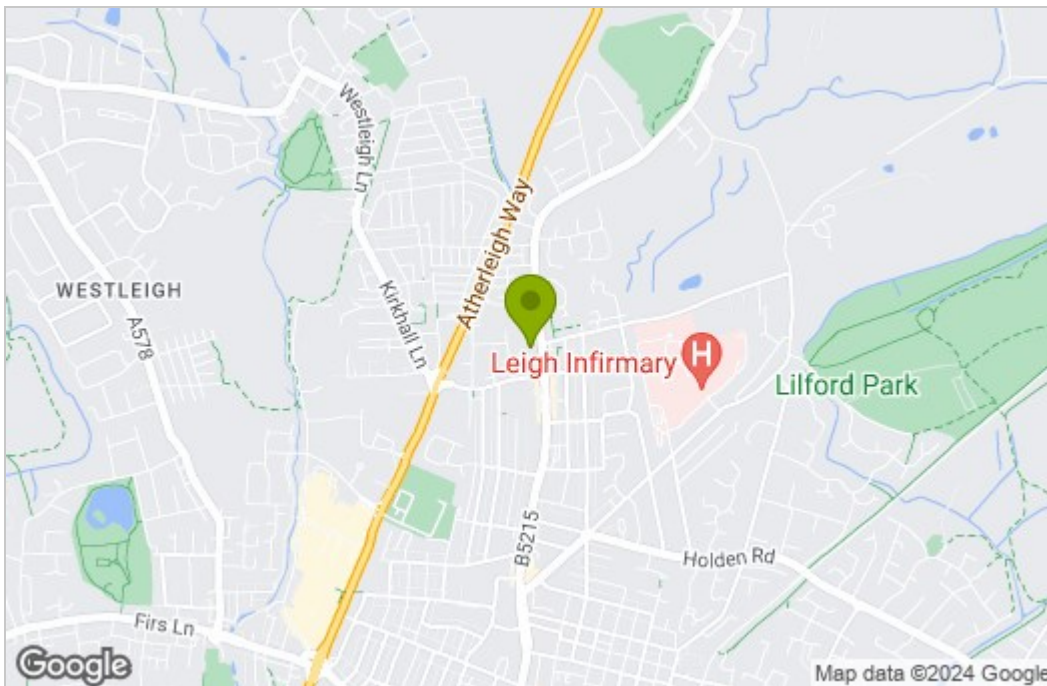 Westleigh Ln
Atherleigh Way
WESTLEIGH
A578
Kirkhall Ln
Leigh Infirmary
H
Lilford Park
B5215
Holden Rd
Firs Ln
Google
Map data ©2024 Google